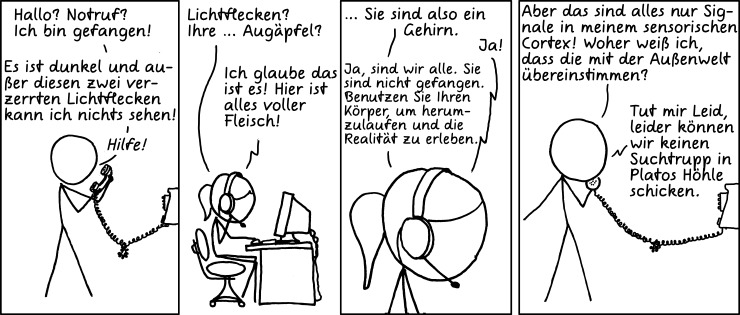 Hallo? Notruf?
Ich bin gefangen!
Es ist dunkel und au-
ßer diesen zwei ver-
zerrten Lichtflecken
kann ich nichts sehen!
Hilfe!
Lichtflecken?
Ihre ... Augäpfel?
Ich glaube das
ist es! Hier ist
alles voller
Fleisch!
... Sie sind also ein
Gehirn.
Ja!
Ja, sind wir alle. Sie
sind nicht gefangen.
Benutzen Sie Ihren
Körper, um herum-
zulaufen und die
Realität zu erleben.
Aber das sind alles nur Sig-
nale in meinem sensorischen
Cortex! Woher weiß ich,
dass die mit der Außenwelt
übereinstimmen?
Tut mir Leid,
leider können
wir keinen
Suchtrupp in
Platos Höhle
schicken.